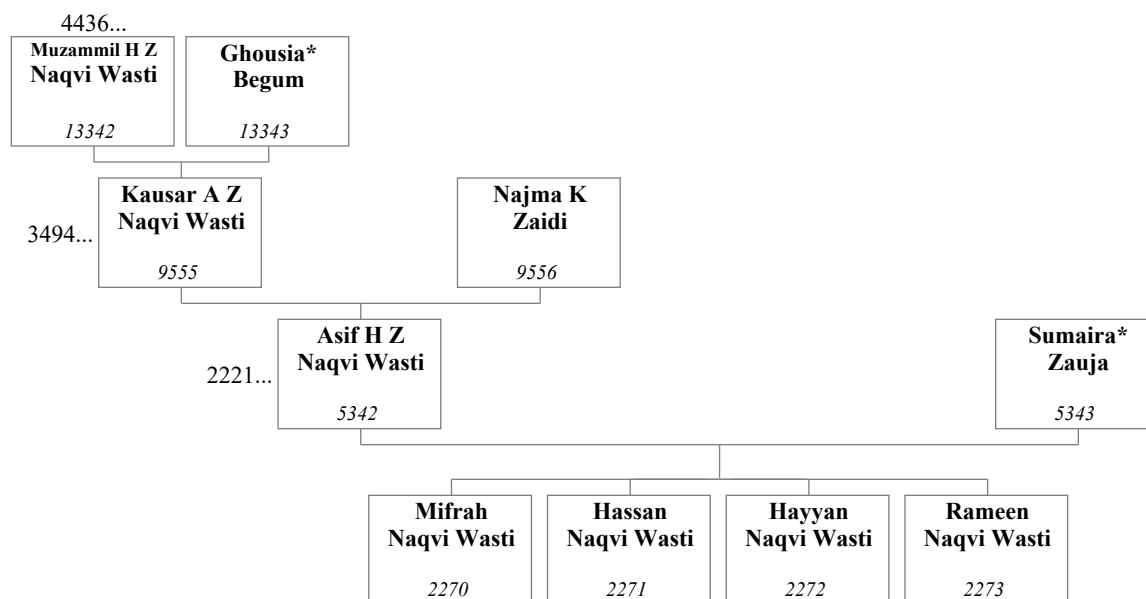 4436...
Muzammil H Z
Naqvi Wasti
13342
Ghousia*
Begum
13343
3494...
Kausar A Z
Naqvi Wasti
9555
Najma K
Zaidi
9556
2221...
Asif H Z
Naqvi Wasti
5342
Sumaira*
Zauja
5343
Mifrah
Naqvi Wasti
2270
Hassan
Naqvi Wasti
2271
Hayyan
Naqvi Wasti
2272
Rameen
Naqvi Wasti
2273